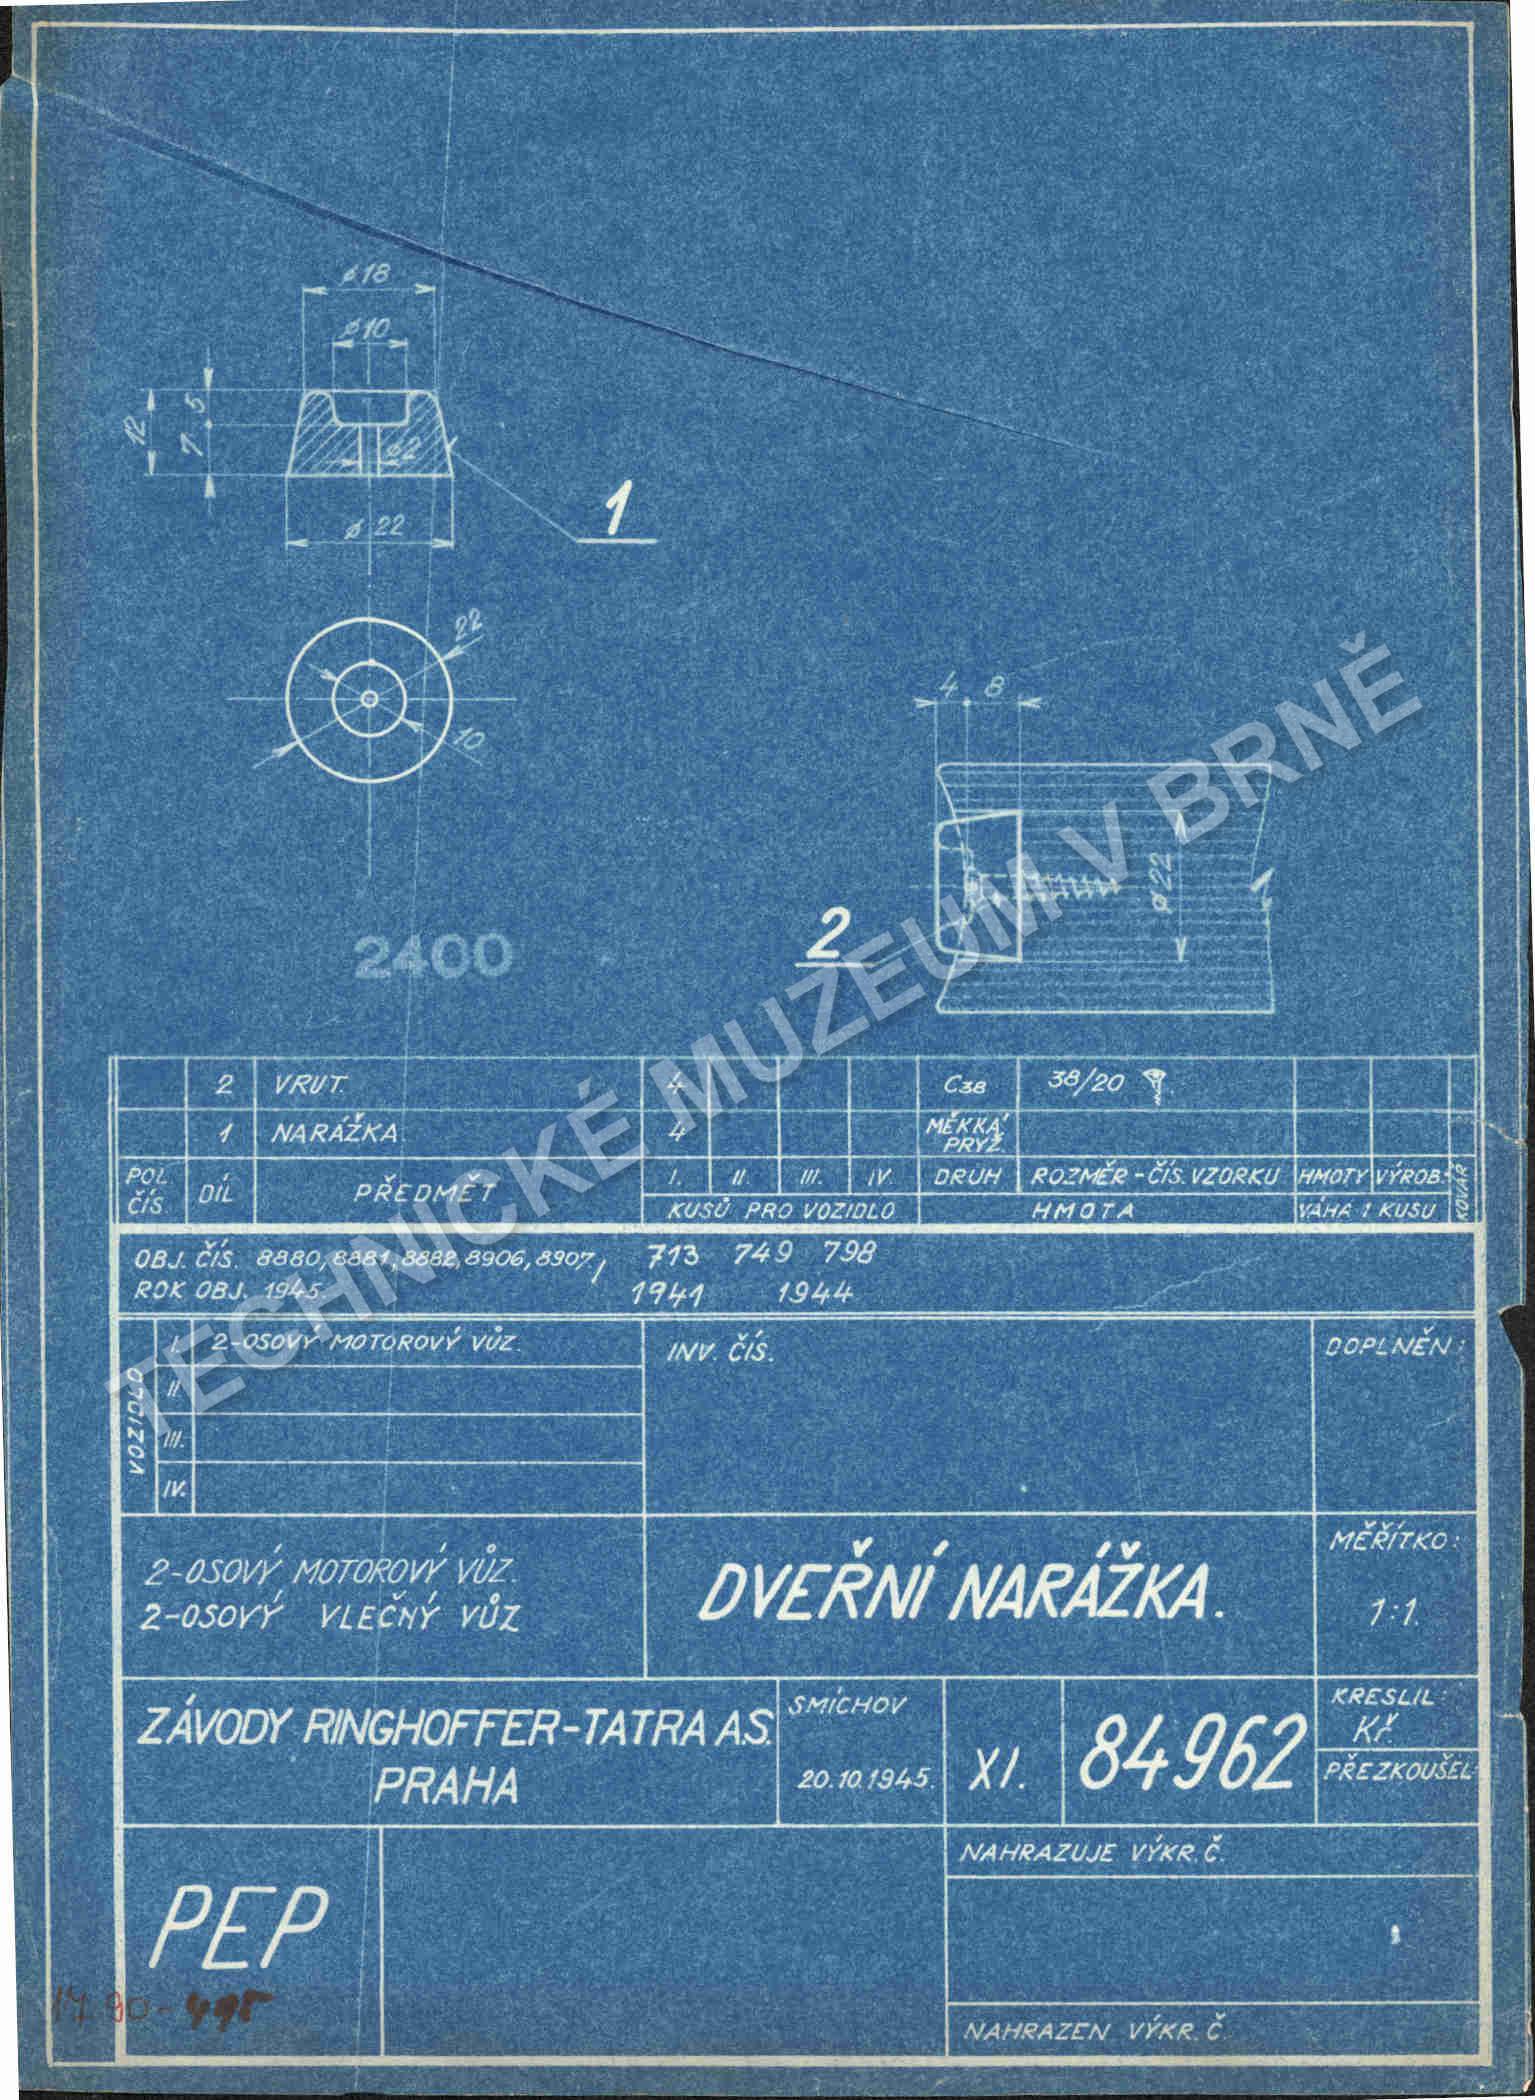 ø18
ø10
12
5
7
ø2
ø 22
1
22
10
4 8
ø22
2
2400
2 VRUT. 4 C38 38/20
1 NARÁŽKA. 4 MĚKKÁ PRYŽ.
POL. ČÍS. DÍL PŘEDMĚT I. II. III. IV. DRUH ROZMĚR-ČÍS. VZORKU HMOTY VÝROB. KOVÁŘ
KUSŮ PRO VOZIDLO HMOTA VÁHA 1 KUSU
OBJ. ČÍS. 8880, 8881, 8882, 8906, 8907, 713 749 798
ROK OBJ. 1945. 1941 1944
VOZIDLO
I. 2-OSOVÝ MOTOROVÝ VŮZ.
II.
III.
IV.
INV. ČÍS.
DOPLNĚN:
2-OSOVÝ MOTOROVÝ VŮZ.
2-OSOVÝ VLEČNÝ VŮZ
DVEŘNÍ NARÁŽKA.
MĚŘÍTKO:
1:1.
ZÁVODY RINGHOFFER-TATRA A.S.
PRAHA
SMÍCHOV
20.10.1945.
XI.
84962
KRESLIL:
Kř.
PŘEZKOUŠEL:
PEP
NAHRAZUJE VÝKR. Č.
NAHRAZEN VÝKR. Č.
TECHNICKÉ MUZEUM V BRNĚ